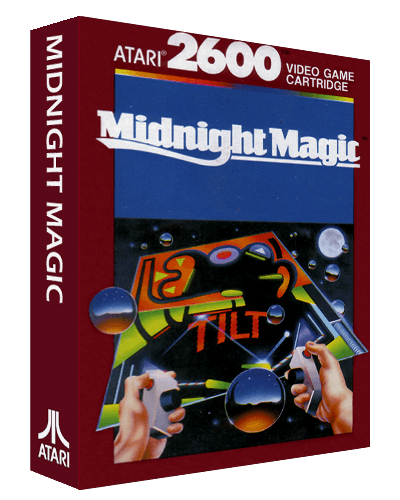 MIDNIGHT MAGIC
ATARI
ATARI® 2600 VIDEO GAME
CARTRIDGE
Midnight Magic
TILT